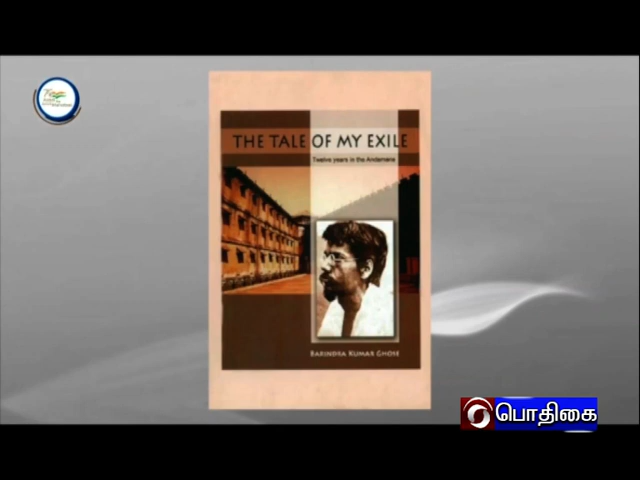 THE TALE OF MY EXILE
Twelve years in the Andamans
BARINDRA KUMAR GHOSE
பொதிகை